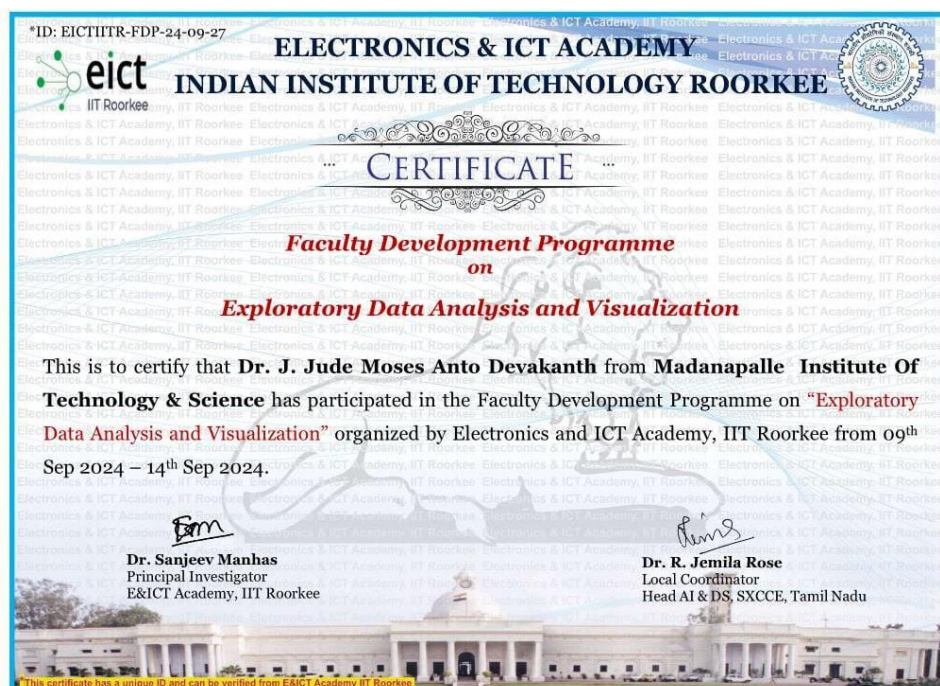 *ID: EICTIITR-FDP-24-09-27
ELECTRONICS & ICT ACADEMY
eict
IIT Roorkee
INDIAN INSTITUTE OF TECHNOLOGY ROORKEE
... CERTIFICATE ...
Faculty Development Programme
on
Exploratory Data Analysis and Visualization
This is to certify that Dr. J. Jude Moses Anto Devakanth from Madanapalle Institute Of
Technology & Science has participated in the Faculty Development Programme on “Exploratory
Data Analysis and Visualization” organized by Electronics and ICT Academy, IIT Roorkee from 09th
Sep 2024 – 14th Sep 2024.
Dr. Sanjeev Manhas
Principal Investigator
E&ICT Academy, IIT Roorkee
Dr. R. Jemila Rose
Local Coordinator
Head AI & DS, SXCCE, Tamil Nadu
*This certificate has a unique ID and can be verified from E&ICT Academy IIT Roorkee